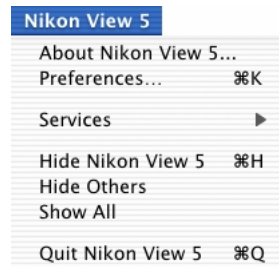 Nikon View 5
About Nikon View 5...
Preferences... ⌘K
Services ▶
Hide Nikon View 5 ⌘H
Hide Others
Show All
Quit Nikon View 5 ⌘Q